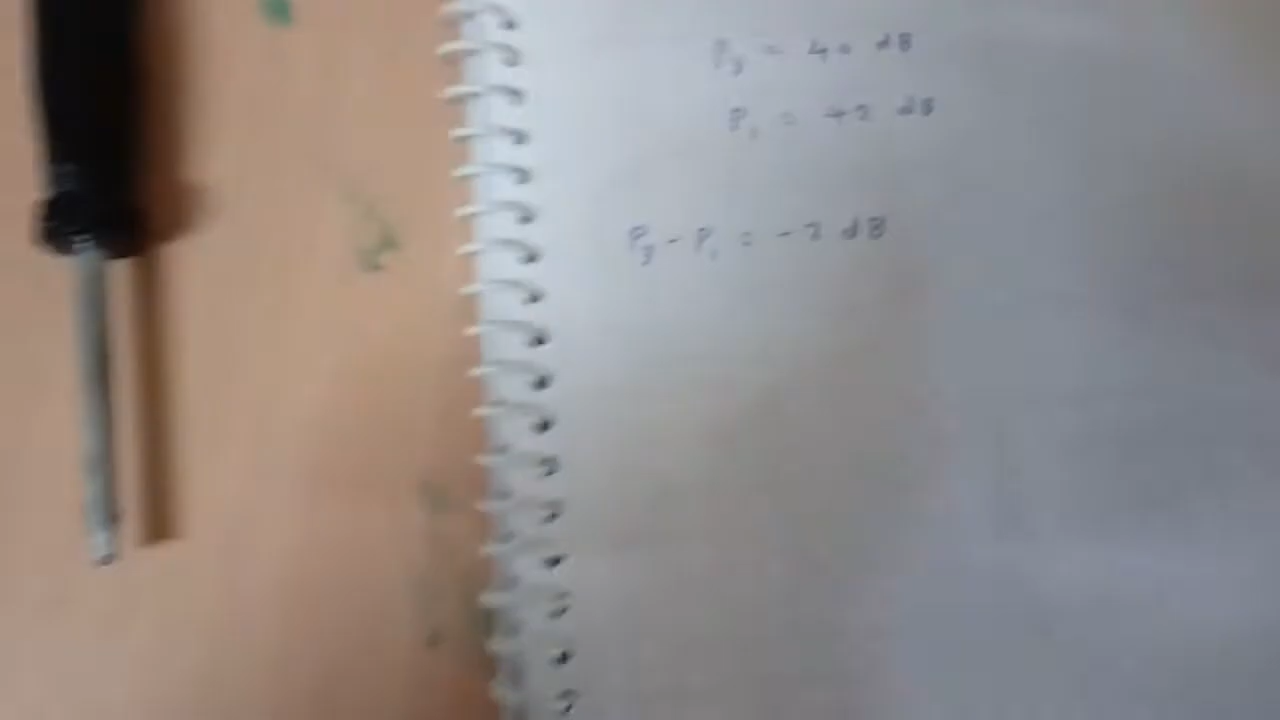 P3 = 40 dB
P1 = 42 dB
P3 - P1 = -2 dB